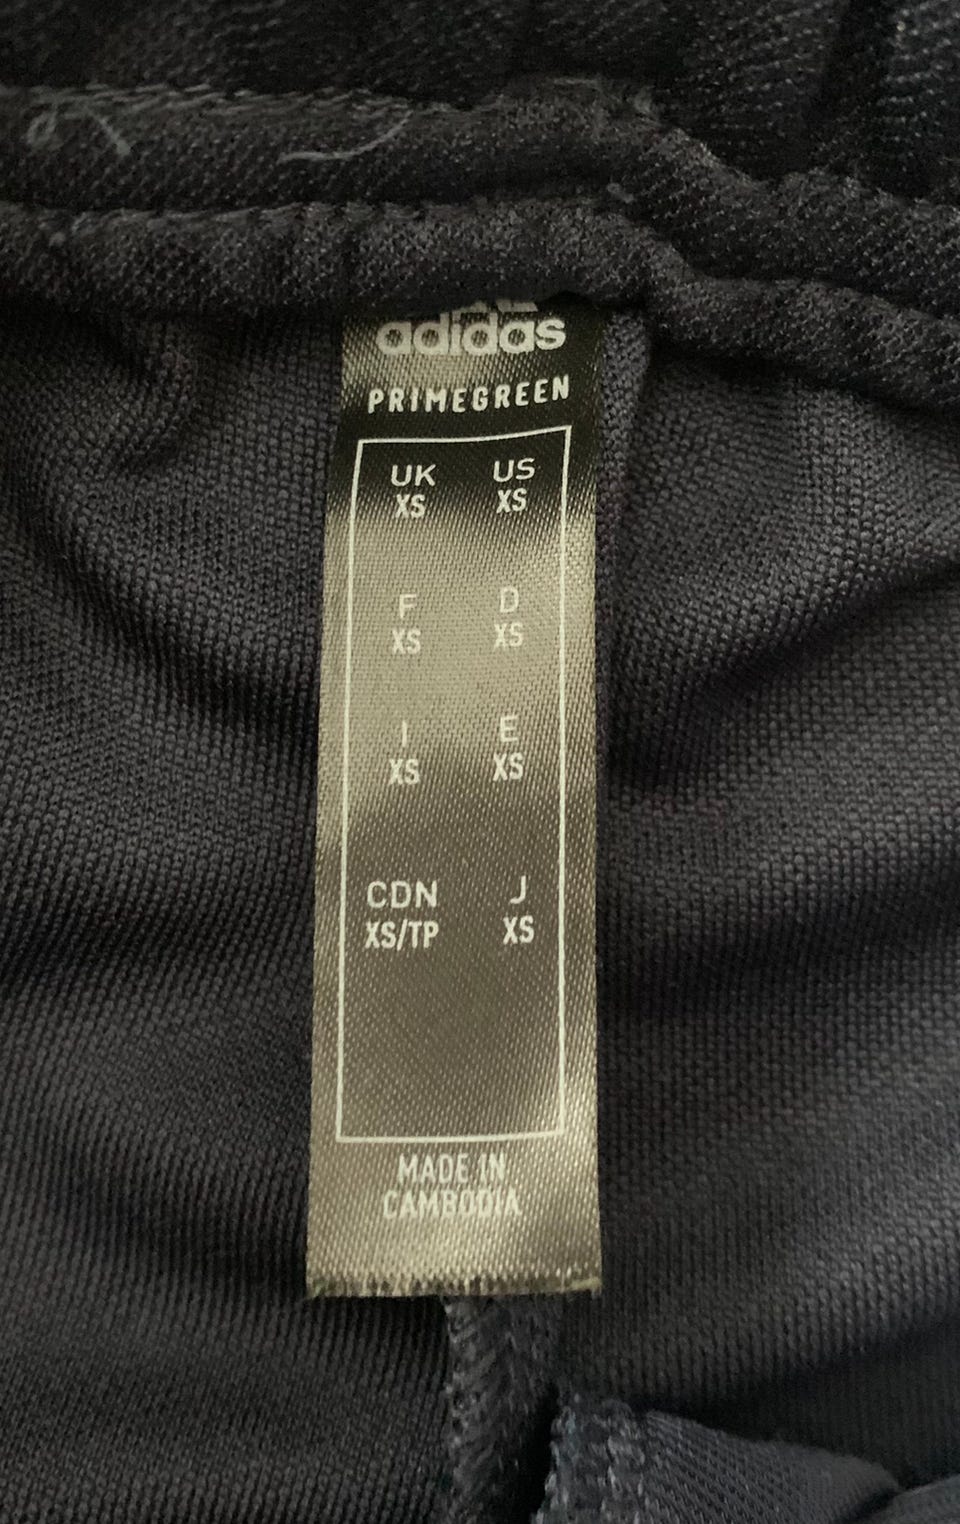 adidas
PRIMEGREEN
UK US
XS XS
F D
XS XS
I E
XS XS
CDN J
XS/TP XS
MADE IN
CAMBODIA